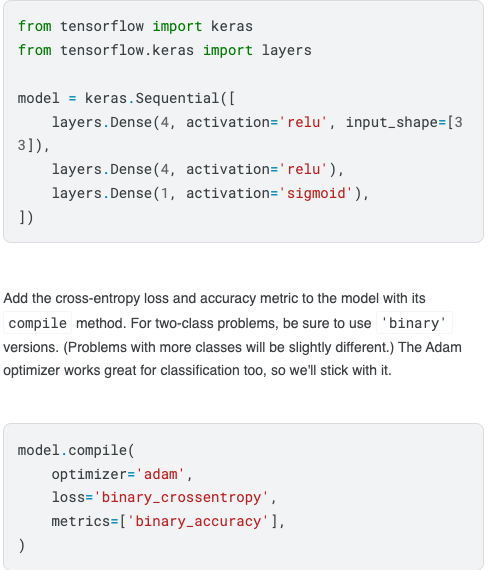 from tensorflow import keras
from tensorflow.keras import layers

model = keras.Sequential([
    layers.Dense(4, activation='relu', input_shape=[3
3]),
    layers.Dense(4, activation='relu'),
    layers.Dense(1, activation='sigmoid'),
])

Add the cross-entropy loss and accuracy metric to the model with its
compile method. For two-class problems, be sure to use 'binary'
versions. (Problems with more classes will be slightly different.) The Adam
optimizer works great for classification too, so we'll stick with it.

model.compile(
    optimizer='adam',
    loss='binary_crossentropy',
    metrics=['binary_accuracy'],
)